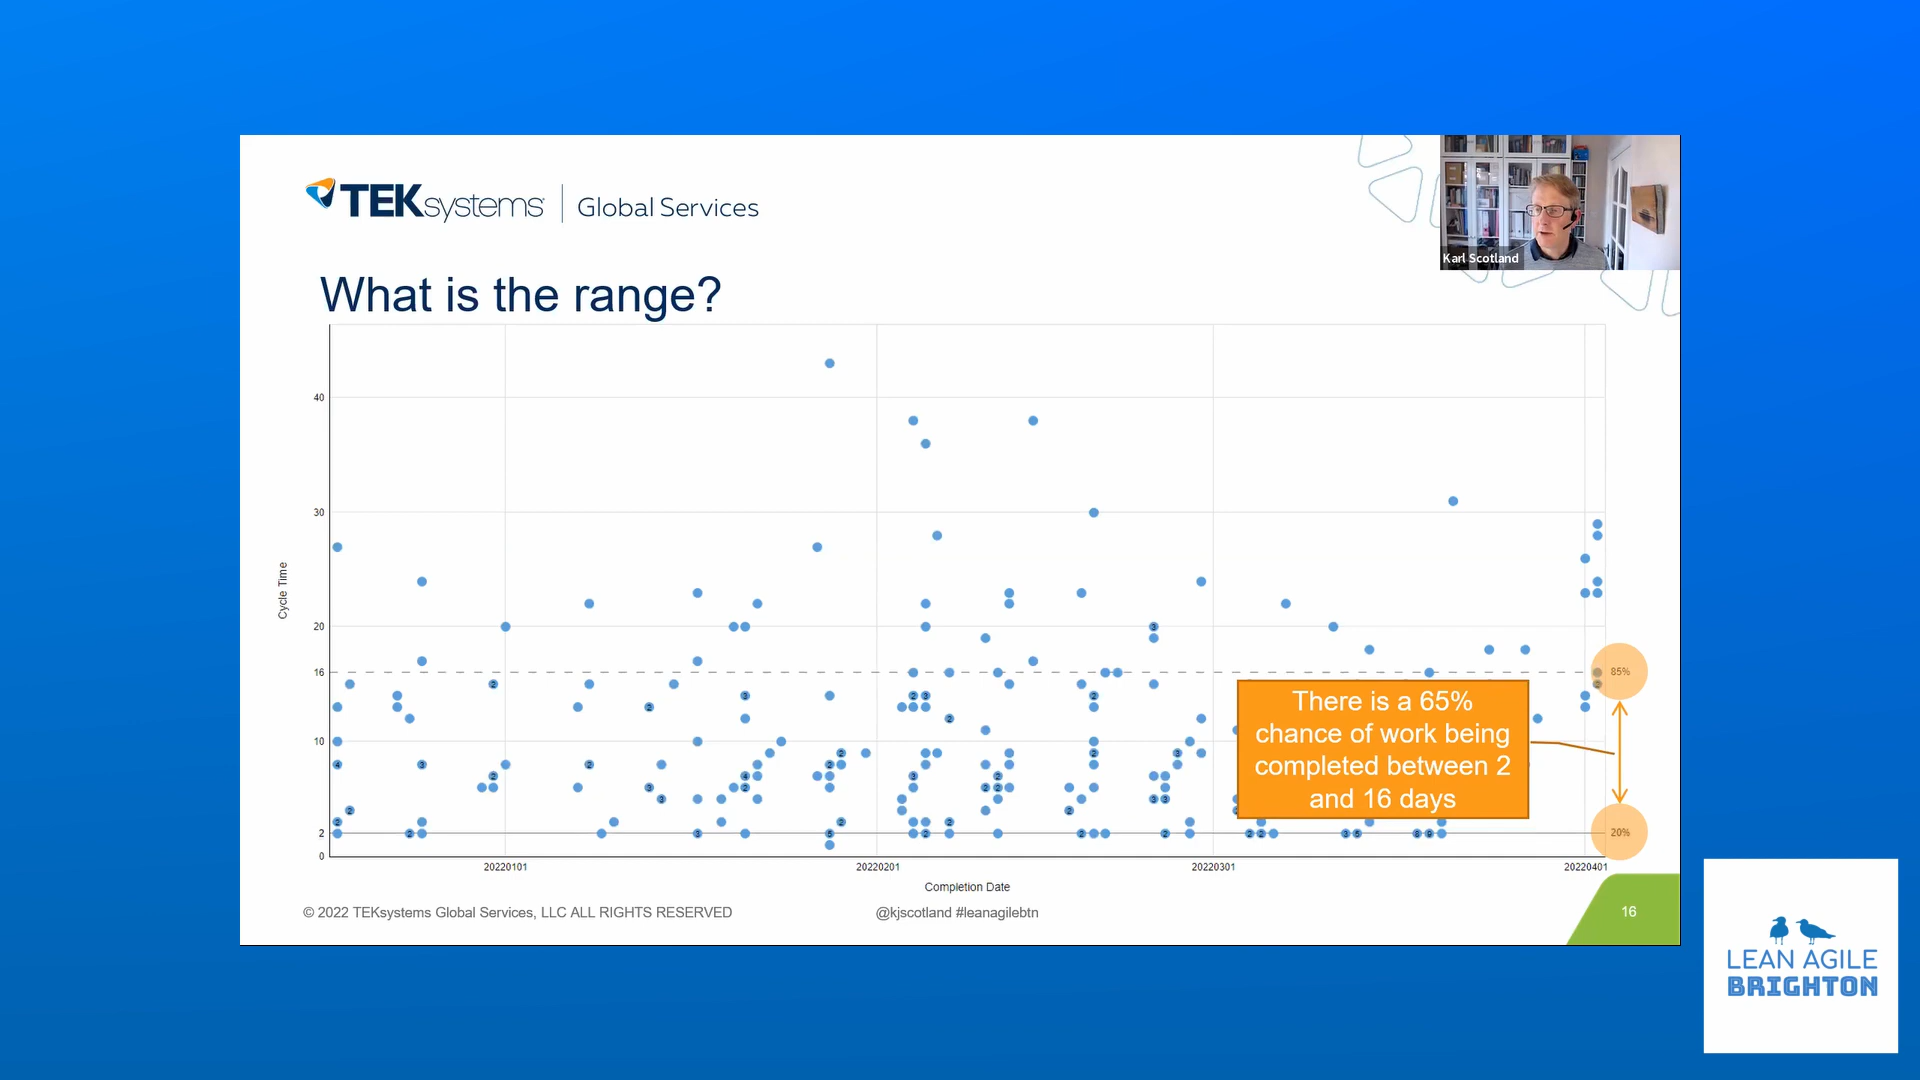 TEKsystems | Global Services
Karl Scotland
What is the range?
40
30
20
16
10
2
0
Cycle Time
85%
There is a 65%
chance of work being
completed between 2
and 16 days
20%
20220101
20220201
20220301
20220401
Completion Date
© 2022 TEKsystems Global Services, LLC ALL RIGHTS RESERVED
@kjscotland #leanagilebtn
16
LEAN AGILE
BRIGHTON